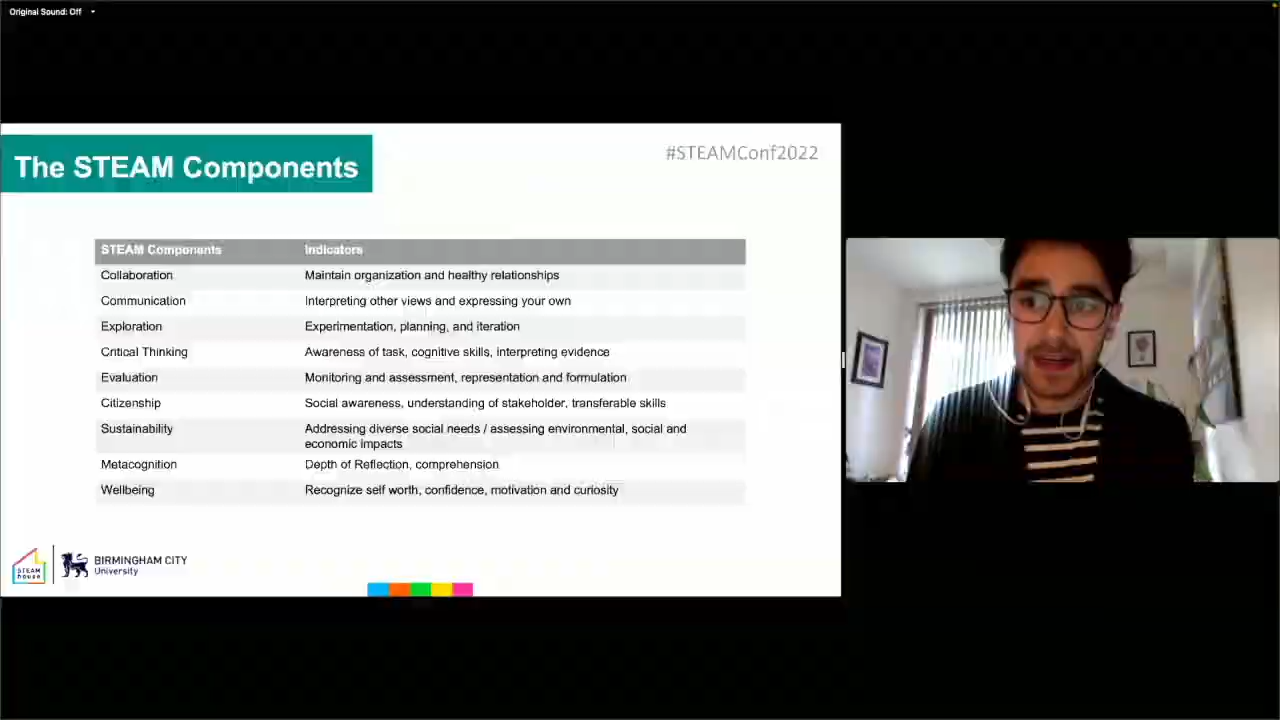 Original Sound: Off
The STEAM Components
#STEAMConf2022
STEAM Components Indicators
Collaboration Maintain organization and healthy relationships
Communication Interpreting other views and expressing your own
Exploration Experimentation, planning, and iteration
Critical Thinking Awareness of task, cognitive skills, interpreting evidence
Evaluation Monitoring and assessment, representation and formulation
Citizenship Social awareness, understanding of stakeholder, transferable skills
Sustainability Addressing diverse social needs / assessing environmental, social and
economic impacts
Metacognition Depth of Reflection, comprehension
Wellbeing Recognize self worth, confidence, motivation and curiosity
STEAM
house
BIRMINGHAM CITY
University